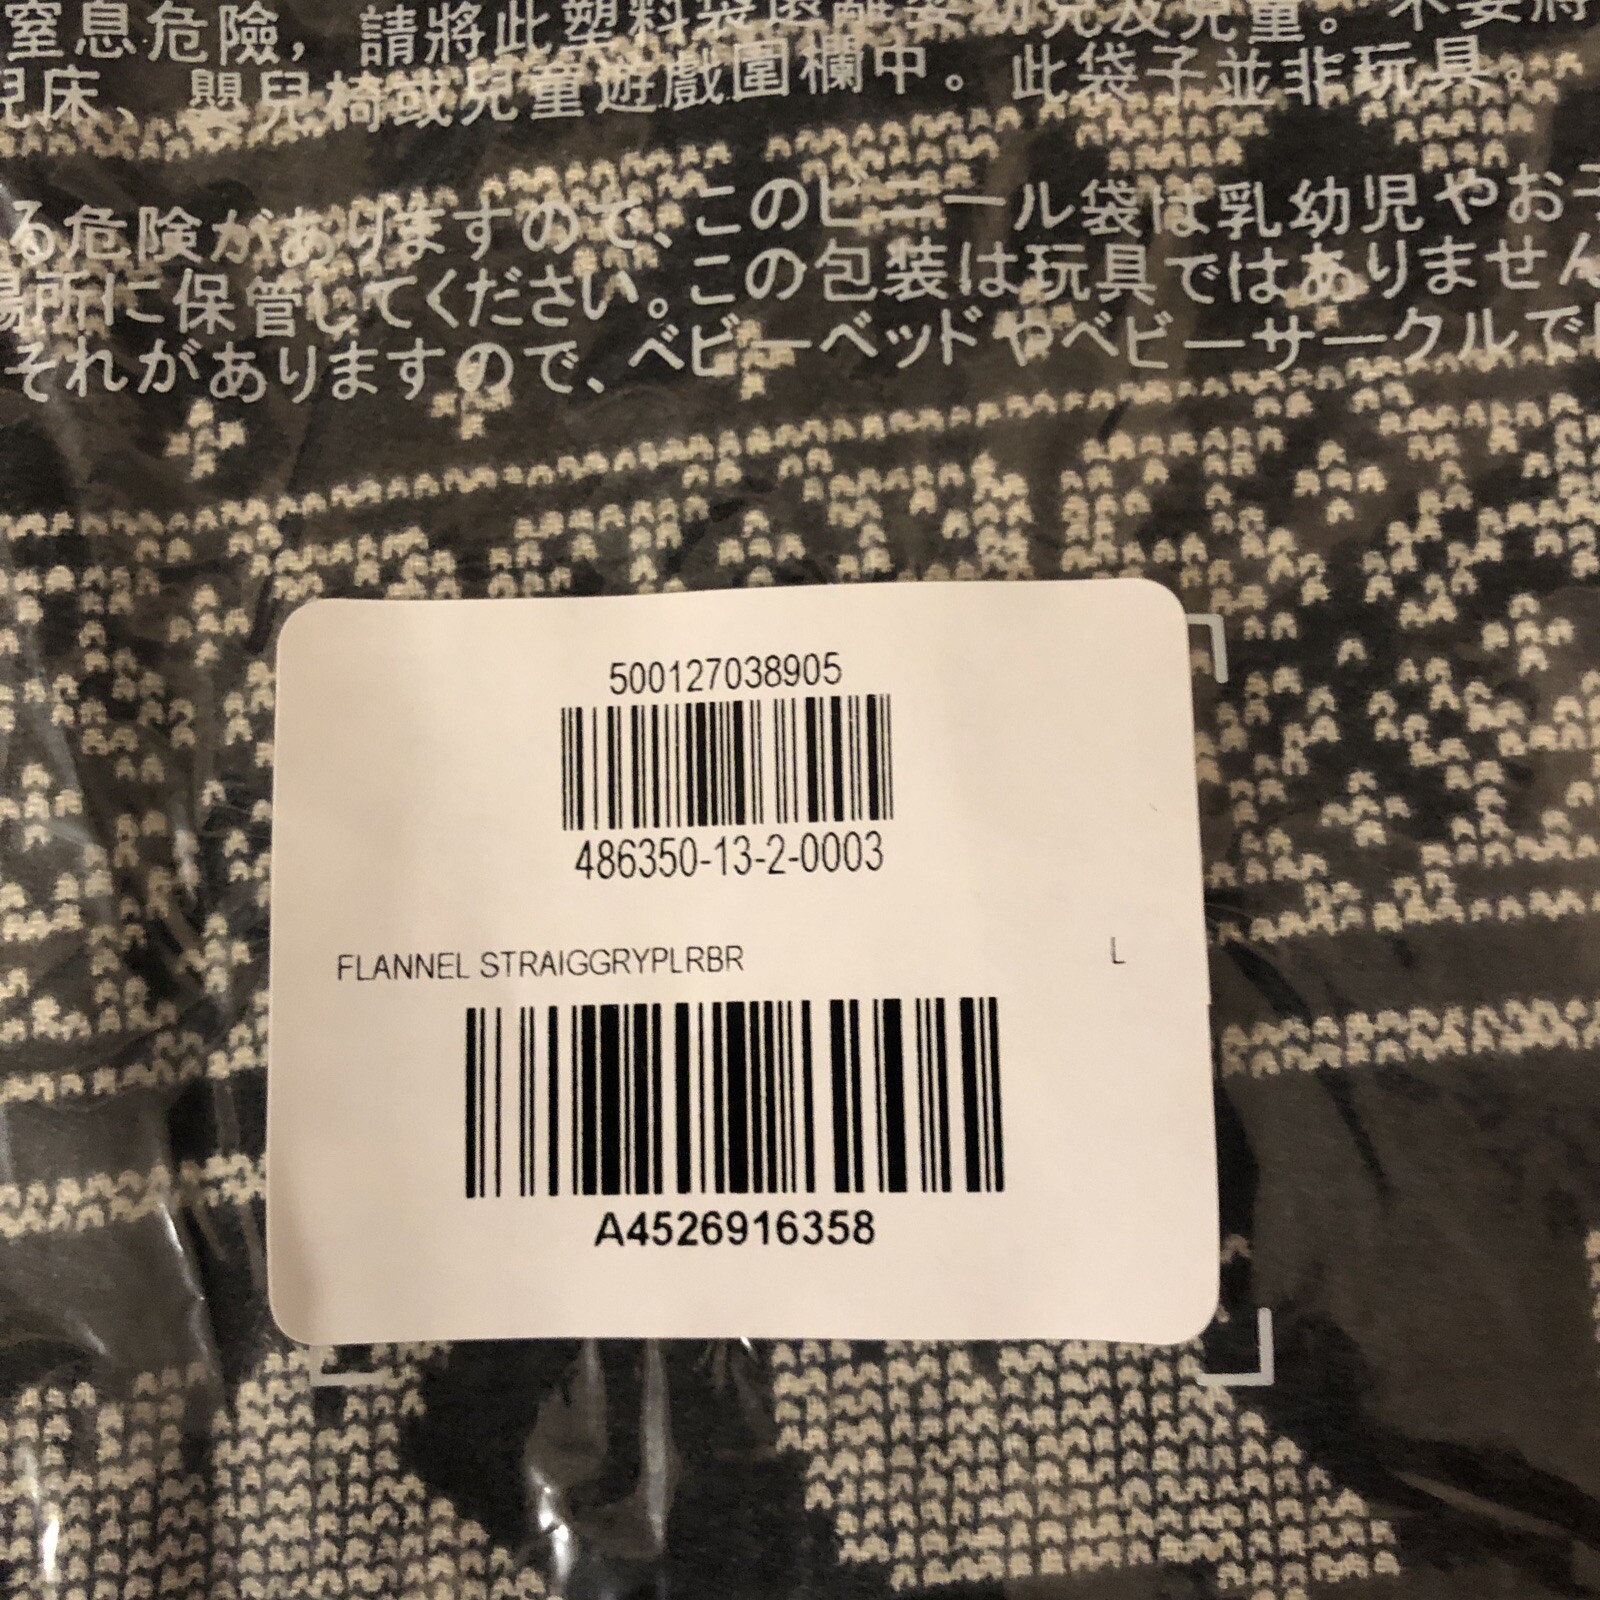 窒息危險，請將此塑料袋遠離嬰幼兒及兒童。不要將
兒床、嬰兒椅或兒童遊戲圍欄中。此袋子並非玩具。
る危険がありますので、このビニール袋は乳幼児やお子
場所に保管してください。この包装は玩具ではありません
それがありますので、ベビーベッドやベビーサークルで
500127038905
486350-13-2-0003
FLANNEL STRAIGGRYPLRBR L
A4526916358